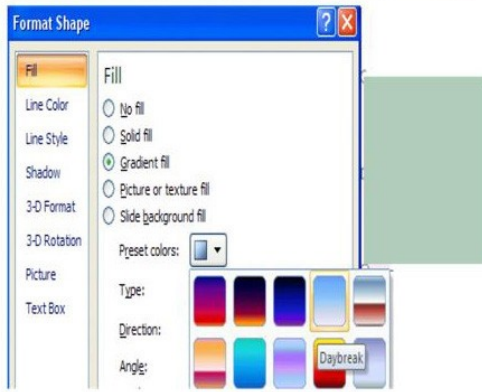 Format Shape
?
X
Fill
Line Color
Line Style
Shadow
3-D Format
3-D Rotation
Picture
Text Box
Fill
No fill
Solid fill
Gradient fill
Picture or texture fill
Slide background fill
Preset colors:
Type:
Direction:
Angle:
Daybreak